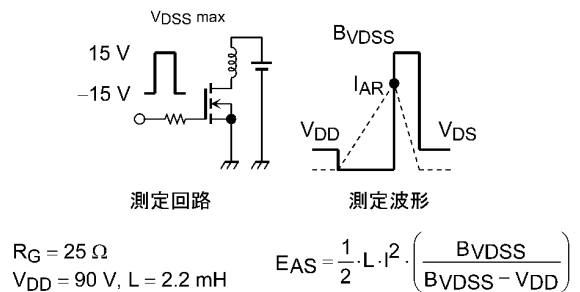 VDSS max
15 V
−15 V
測定回路
BVDSS
IAR
VDD
VDS
測定波形
RG = 25 Ω
VDD = 90 V, L = 2.2 mH
EAS = 1/2 · L · I² · (BVDSS / (BVDSS − VDD))